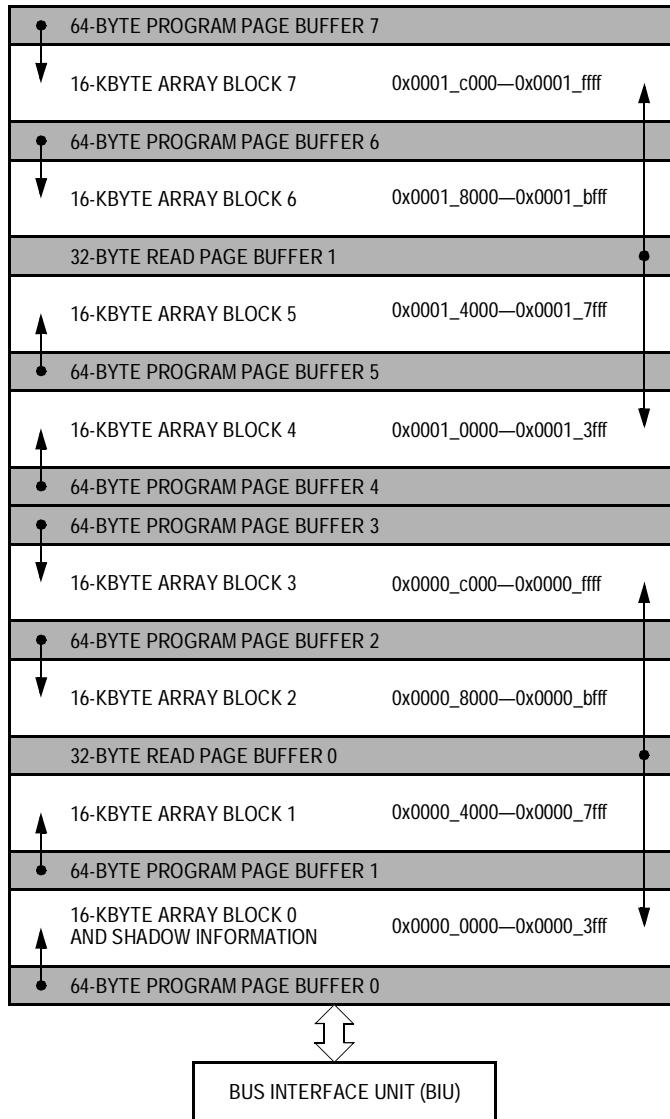 64-BYTE PROGRAM PAGE BUFFER 7
16-KBYTE ARRAY BLOCK 7 0x0001_c000—0x0001_ffff
64-BYTE PROGRAM PAGE BUFFER 6
16-KBYTE ARRAY BLOCK 6 0x0001_8000—0x0001_bfff
32-BYTE READ PAGE BUFFER 1
16-KBYTE ARRAY BLOCK 5 0x0001_4000—0x0001_7fff
64-BYTE PROGRAM PAGE BUFFER 5
16-KBYTE ARRAY BLOCK 4 0x0001_0000—0x0001_3fff
64-BYTE PROGRAM PAGE BUFFER 4
64-BYTE PROGRAM PAGE BUFFER 3
16-KBYTE ARRAY BLOCK 3 0x0000_c000—0x0000_ffff
64-BYTE PROGRAM PAGE BUFFER 2
16-KBYTE ARRAY BLOCK 2 0x0000_8000—0x0000_bfff
32-BYTE READ PAGE BUFFER 0
16-KBYTE ARRAY BLOCK 1 0x0000_4000—0x0000_7fff
64-BYTE PROGRAM PAGE BUFFER 1
16-KBYTE ARRAY BLOCK 0
AND SHADOW INFORMATION 0x0000_0000—0x0000_3fff
64-BYTE PROGRAM PAGE BUFFER 0
BUS INTERFACE UNIT (BIU)